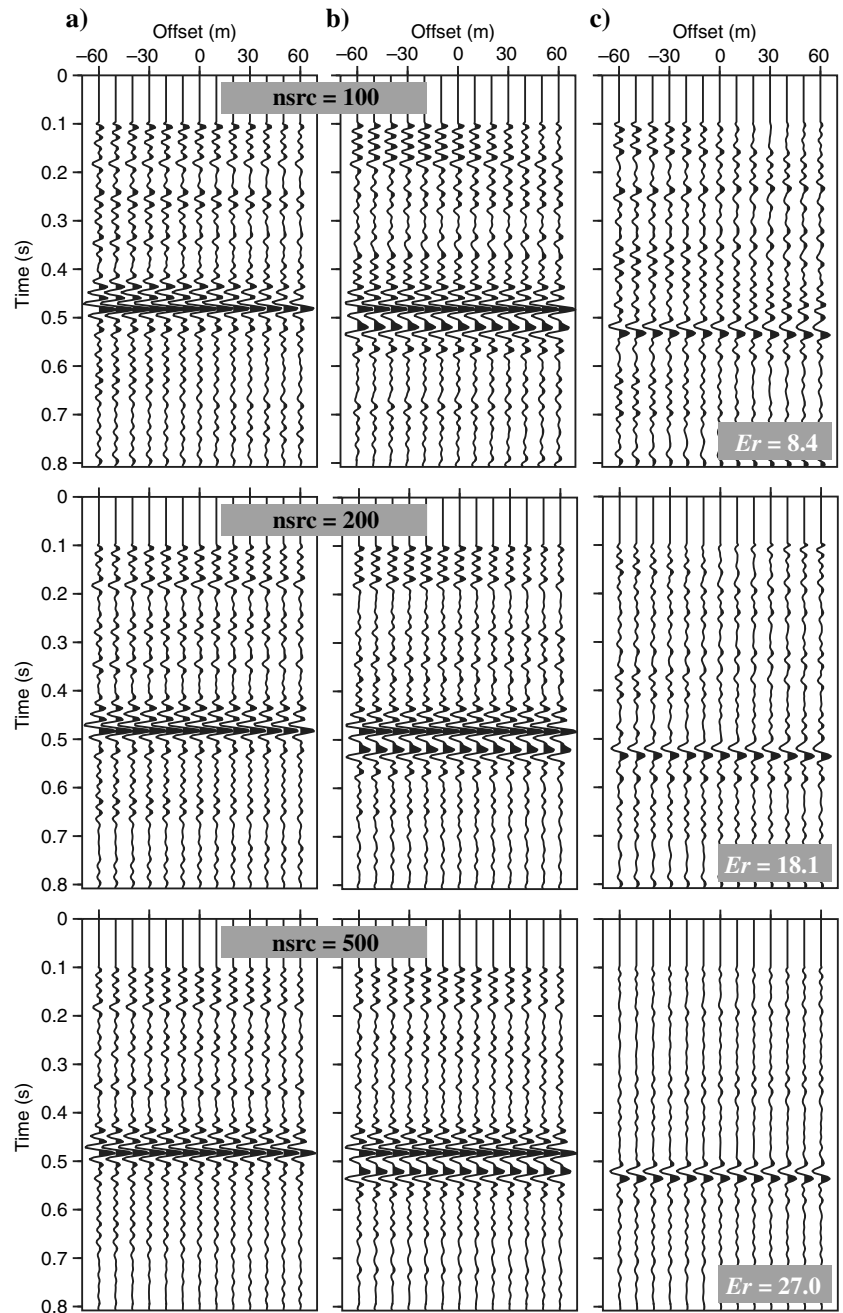 a) b) c)
Offset (m) Offset (m) Offset (m)
−60 −30 0 30 60 −60 −30 0 30 60 −60 −30 0 30 60
0
nsrc = 100
0.1
0.2
0.3
0.4
0.5
0.6
0.7
0.8
Time (s)
Er = 8.4
0
nsrc = 200
0.1
0.2
0.3
0.4
0.5
0.6
0.7
0.8
Time (s)
Er = 18.1
0
nsrc = 500
0.1
0.2
0.3
0.4
0.5
0.6
0.7
0.8
Time (s)
Er = 27.0